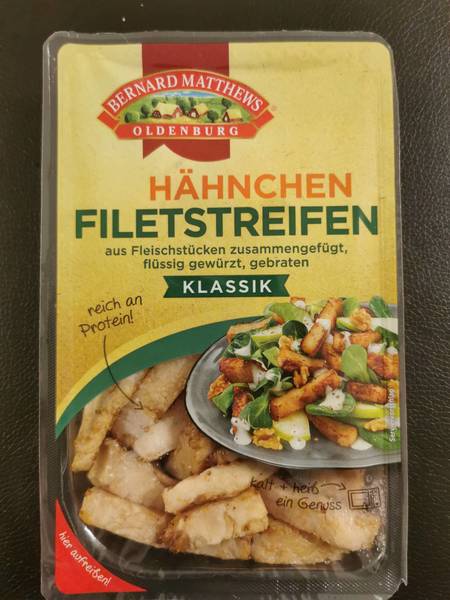 BERNARD MATTHEWS
OLDENBURG
HÄHNCHEN
FILETSTREIFEN
aus Fleischstücken zusammengefügt,
flüssig gewürzt, gebraten
KLASSIK
reich an
Protein!
kalt + heiß
ein Genuss
hier aufreißen!